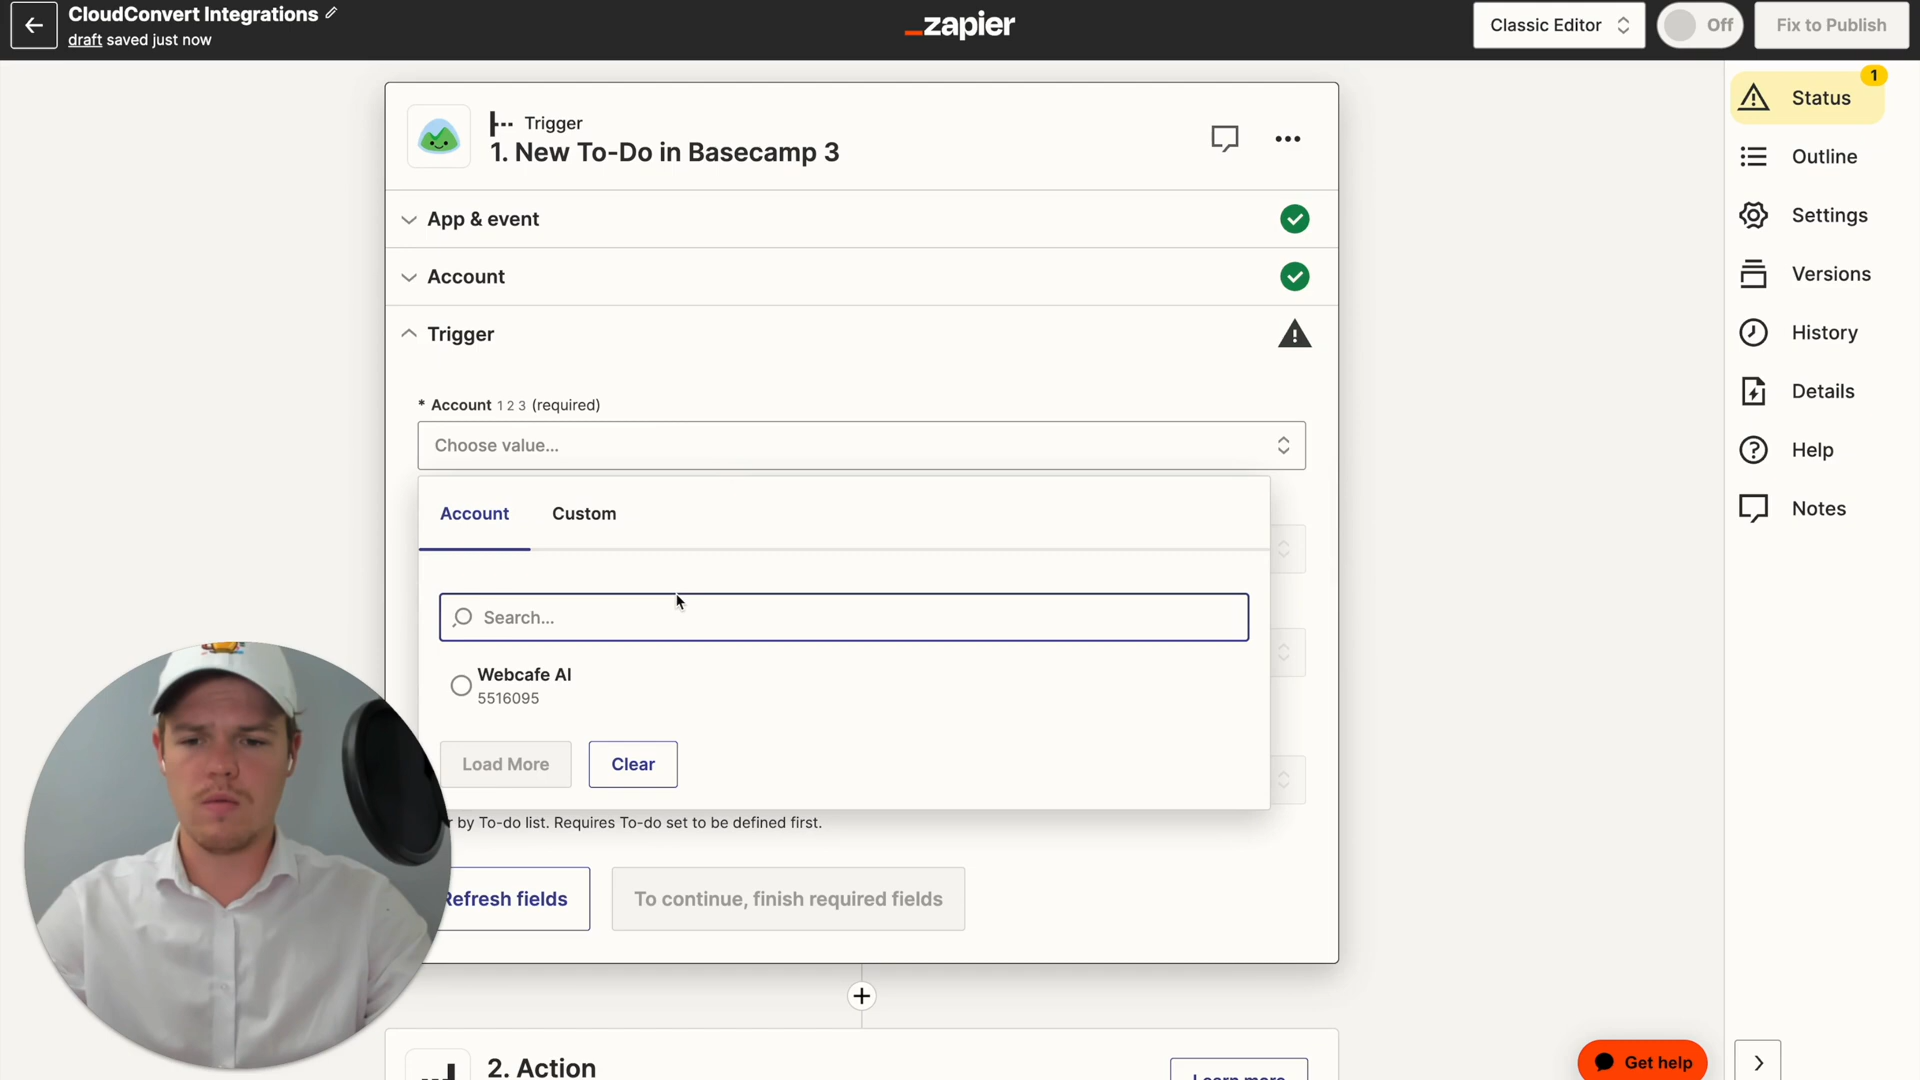 CloudConvert Integrations
draft saved just now
zapier
Classic Editor
Off
Fix to Publish
Trigger
1. New To-Do in Basecamp 3
App & event
Account
Trigger
* Account 1 2 3 (required)
Choose value...
Account
Custom
Search...
Webcafe AI
5516095
Load More
Clear
by To-do list. Requires To-do set to be defined first.
Refresh fields
To continue, finish required fields
2. Action
Learn more
1
Status
Outline
Settings
Versions
History
Details
Help
Notes
Get help